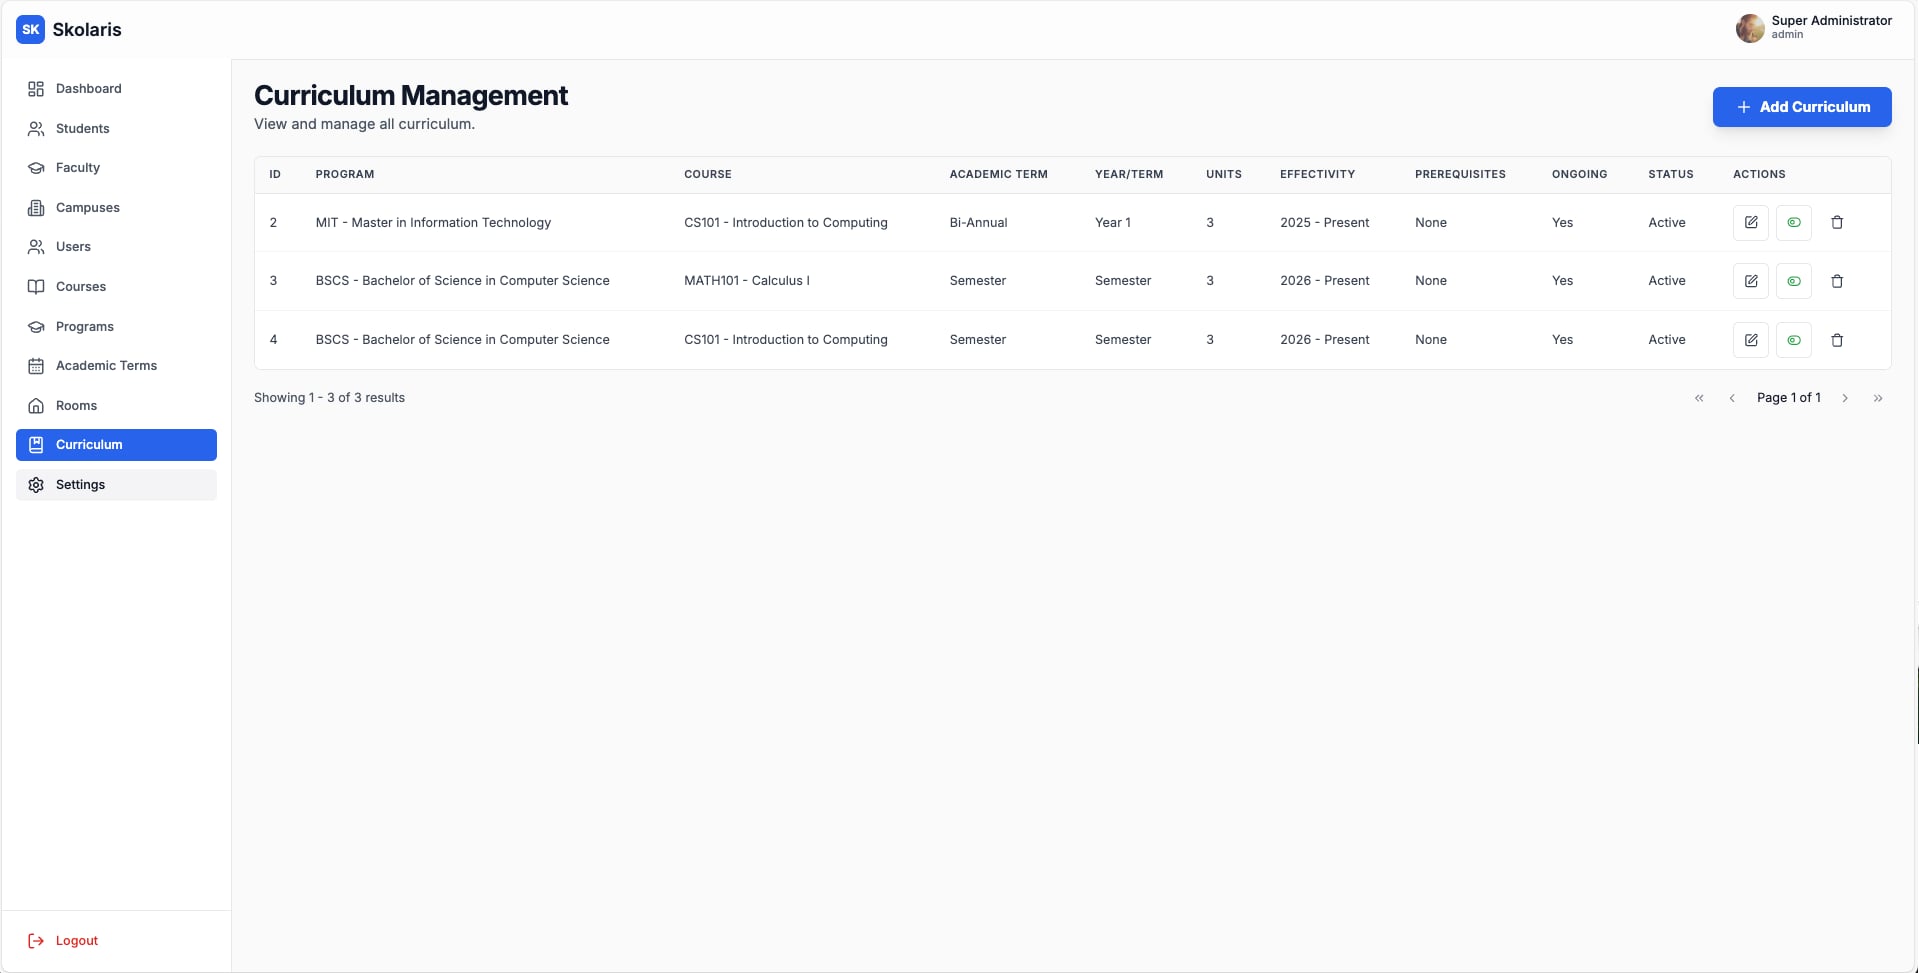 SK Skolaris
Super Administrator
admin
Dashboard
Students
Faculty
Campuses
Users
Courses
Programs
Academic Terms
Rooms
Curriculum
Settings
Logout
Curriculum Management
View and manage all curriculum.
Add Curriculum
ID PROGRAM COURSE ACADEMIC TERM YEAR/TERM UNITS EFFECTIVITY PREREQUISITES ONGOING STATUS ACTIONS
2 MIT - Master in Information Technology CS101 - Introduction to Computing Bi-Annual Year 1 3 2025 - Present None Yes Active
3 BSCS - Bachelor of Science in Computer Science MATH101 - Calculus I Semester Semester 3 2026 - Present None Yes Active
4 BSCS - Bachelor of Science in Computer Science CS101 - Introduction to Computing Semester Semester 3 2026 - Present None Yes Active
Showing 1 - 3 of 3 results
« ‹ Page 1 of 1 › »